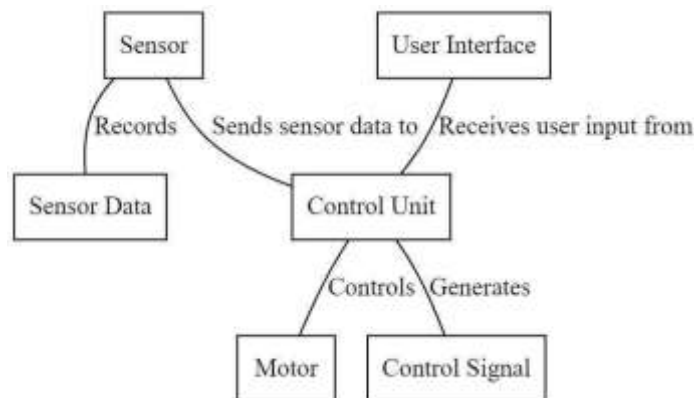 Sensor
User Interface
Records
Sends sensor data to
Receives user input from
Sensor Data
Control Unit
Controls
Generates
Motor
Control Signal